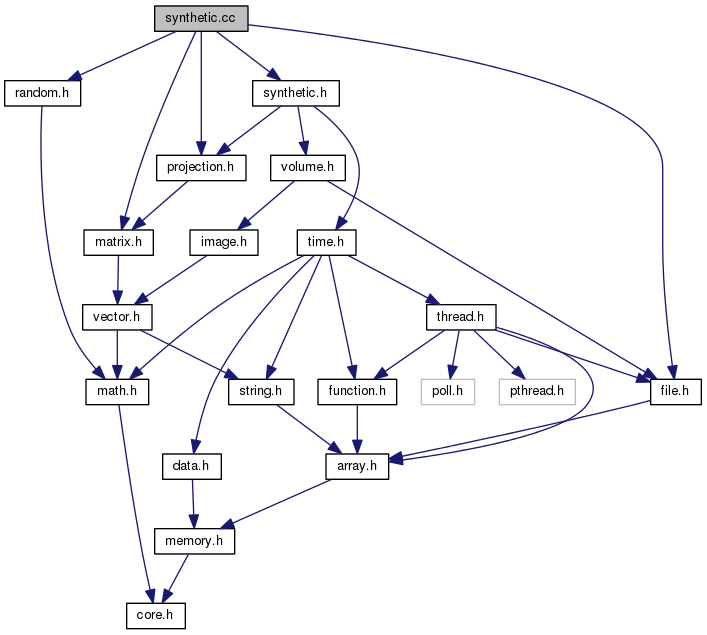 synthetic.cc
random.h
synthetic.h
projection.h
volume.h
matrix.h
image.h
time.h
vector.h
thread.h
math.h
string.h
function.h
poll.h
pthread.h
file.h
data.h
array.h
memory.h
core.h